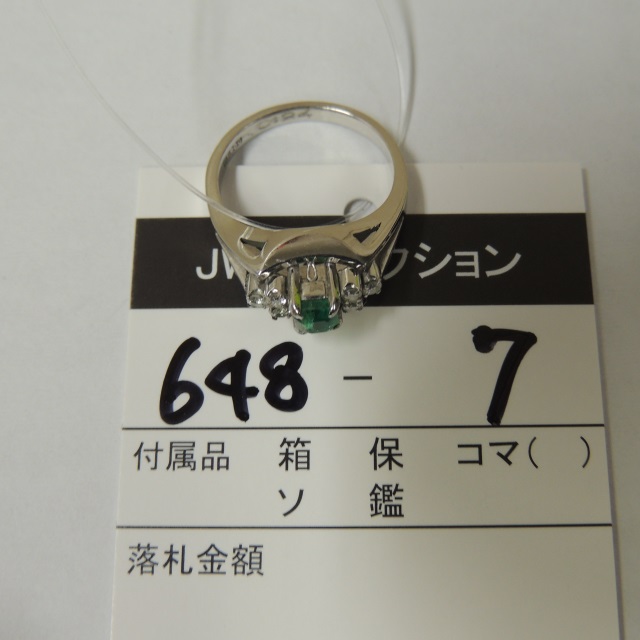 JW クション
648 - 7
付属品 箱 保 コマ( )
ソ 鑑
落札金額